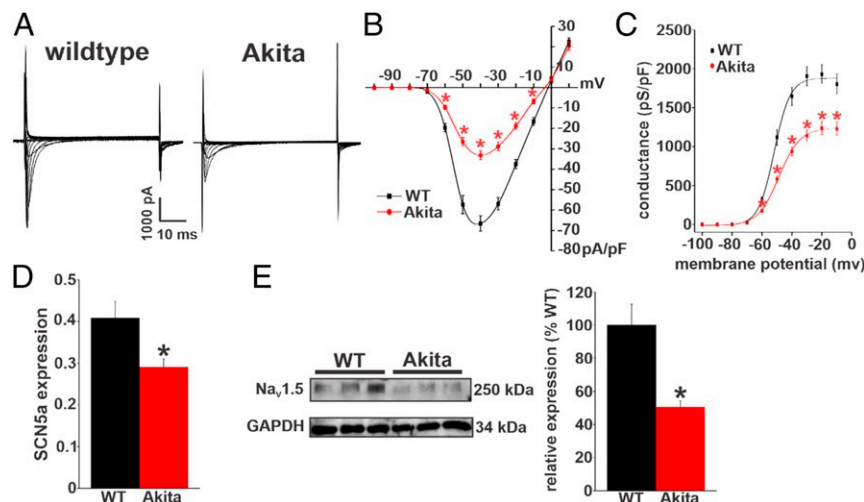 A
wildtype
Akita
1000 pA
10 ms
B
30
20
10
mV
-90
-70
-50
-30
-10
-10
-20
-30
-40
-50
-60
-70
-80
pA/pF
* * * * * *
WT
Akita
C
WT
Akita
conductance (pS/pF)
2500
2000
1500
1000
500
0
* * * * * *
-100 -80 -60 -40 -20 0
membrane potential (mv)
D
SCN5a expression
0.5
0.4
0.3
0.2
0.1
0
*
WT Akita
E
WT Akita
Nav1.5 250 kDa
GAPDH 34 kDa
relative expression (% WT)
120
100
80
60
40
20
0
*
WT Akita